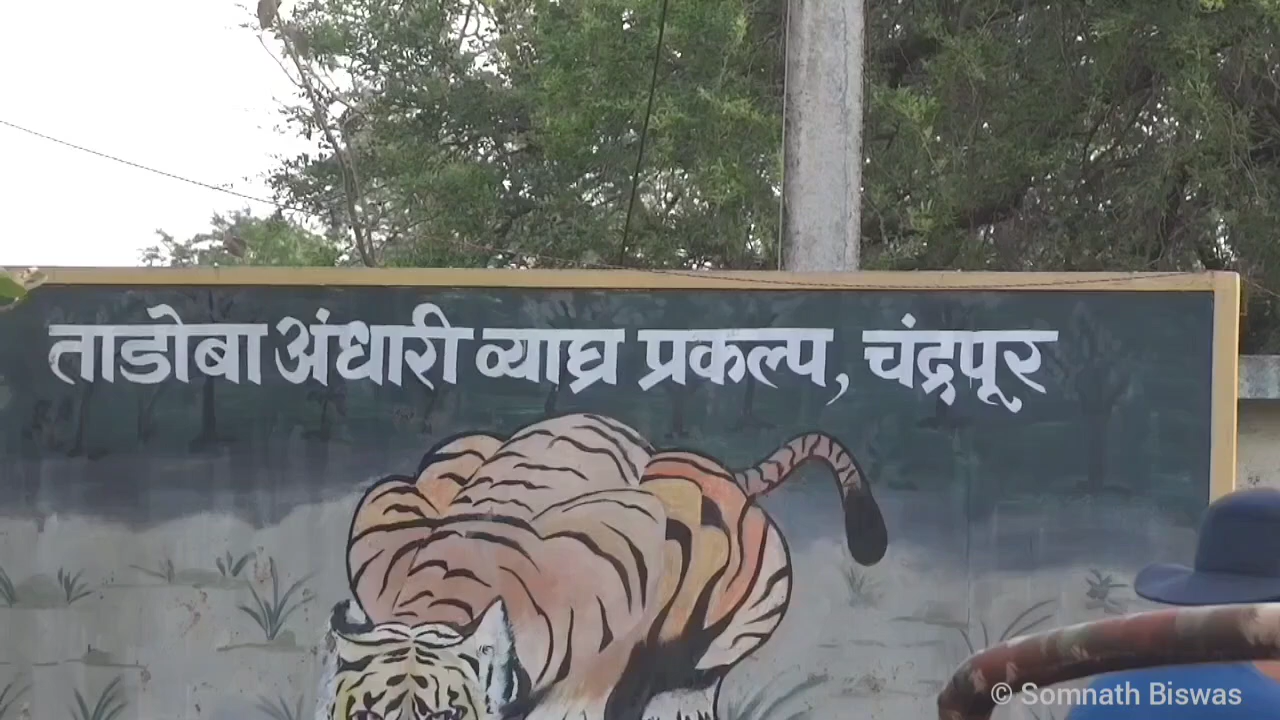 ताडोबा अंधारी व्याघ्र प्रकल्प, चंद्रपूर
© Somnath Biswas